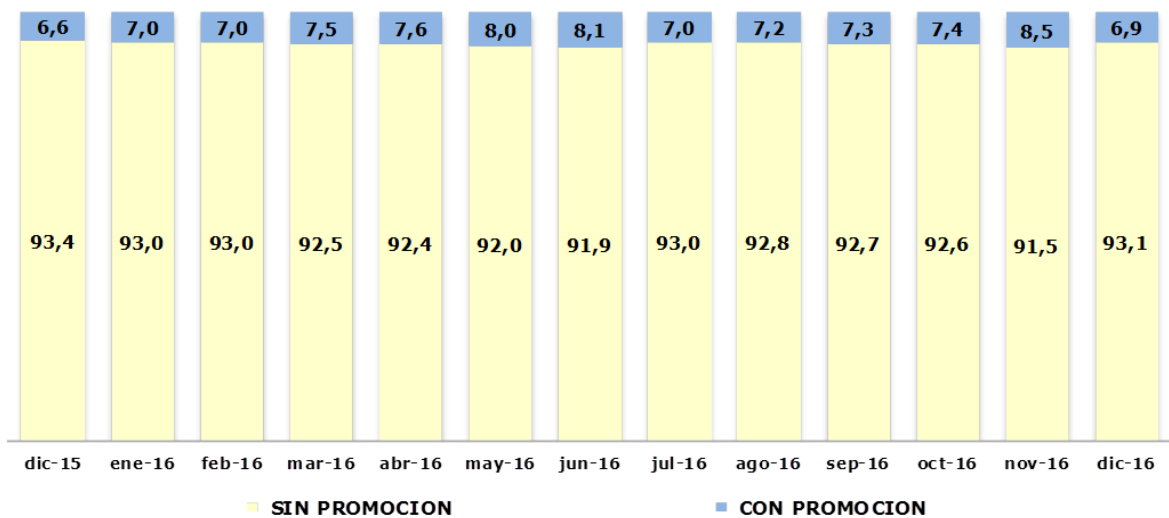 6,6 7,0 7,0 7,5 7,6 8,0 8,1 7,0 7,2 7,3 7,4 8,5 6,9
93,4 93,0 93,0 92,5 92,4 92,0 91,9 93,0 92,8 92,7 92,6 91,5 93,1
dic-15 ene-16 feb-16 mar-16 abr-16 may-16 jun-16 jul-16 ago-16 sep-16 oct-16 nov-16 dic-16
SIN PROMOCION CON PROMOCION